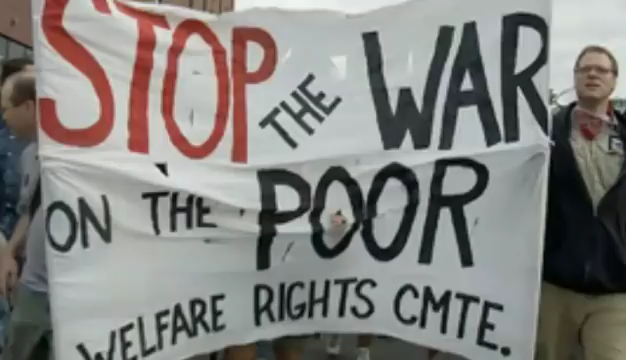 STOP THE WAR
ON THE POOR
WELFARE RIGHTS CMTE.